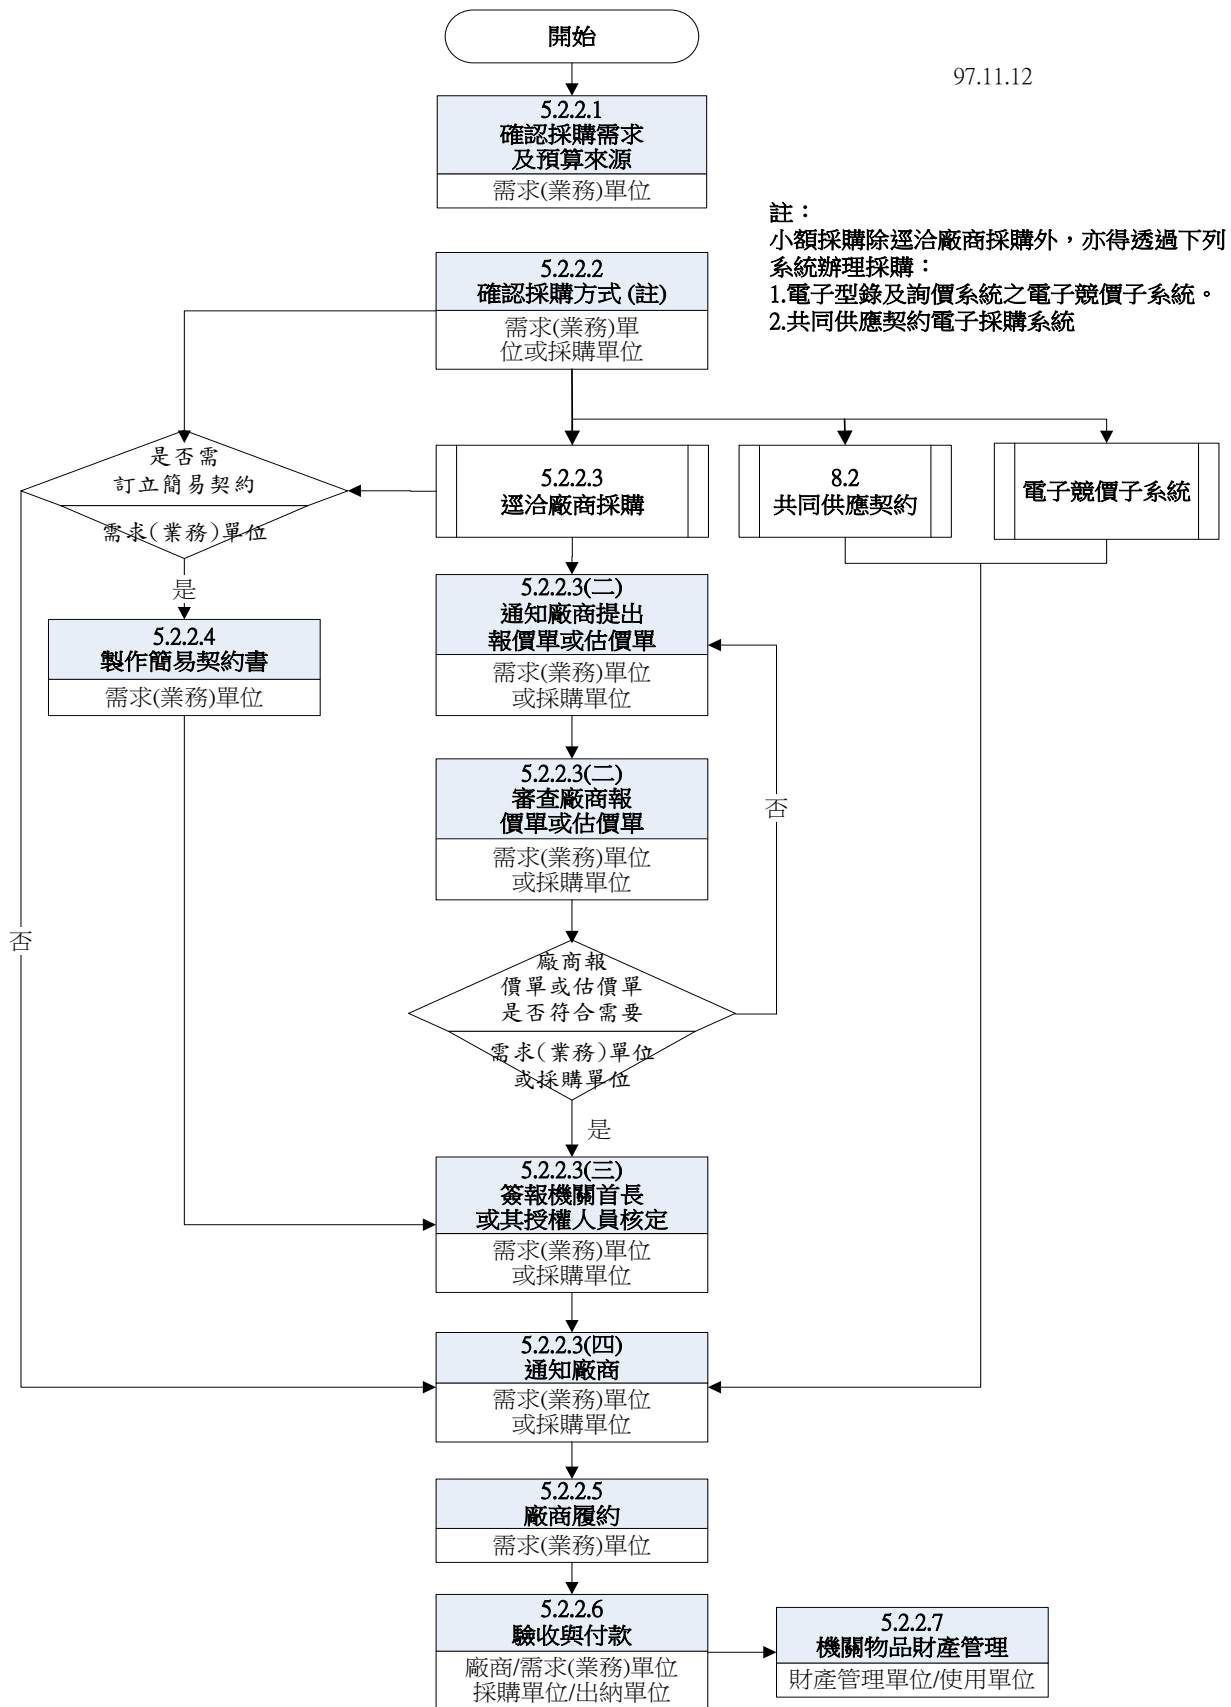 開始
97.11.12
5.2.2.1
確認採購需求
及預算來源
需求(業務)單位
註：
小額採購除逕洽廠商採購外，亦得透過下列
系統辦理採購：
1.電子型錄及詢價系統之電子競價子系統。
2.共同供應契約電子採購系統
5.2.2.2
確認採購方式 (註)
需求(業務)單
位或採購單位
是否需
訂立簡易契約
需求(業務)單位
5.2.2.3
逕洽廠商採購
8.2
共同供應契約
電子競價子系統
是
5.2.2.4
製作簡易契約書
需求(業務)單位
5.2.2.3(二)
通知廠商提出
報價單或估價單
需求(業務)單位
或採購單位
5.2.2.3(二)
審查廠商報
價單或估價單
需求(業務)單位
或採購單位
否
否
廠商報
價單或估價單
是否符合需要
需求(業務)單位
或採購單位
是
5.2.2.3(三)
簽報機關首長
或其授權人員核定
需求(業務)單位
或採購單位
5.2.2.3(四)
通知廠商
需求(業務)單位
或採購單位
5.2.2.5
廠商履約
需求(業務)單位
5.2.2.6
驗收與付款
廠商/需求(業務)單位
採購單位/出納單位
5.2.2.7
機關物品財產管理
財產管理單位/使用單位